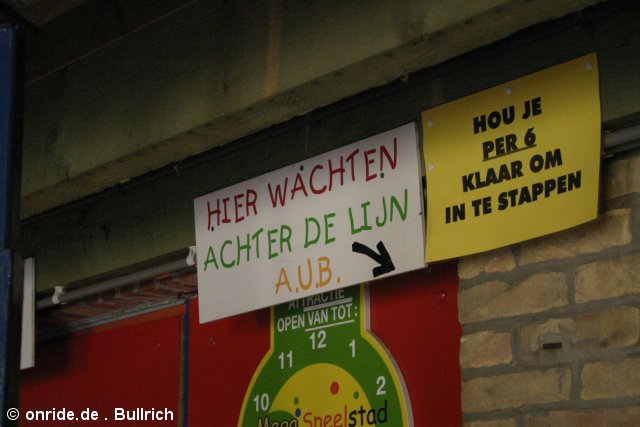 HIER WACHTEN
ACHTER DE LIJN
A.U.B.
HOU JE
PER 6
KLAAR OM
IN TE STAPPEN
ATTRACTIE
OPEN VAN TOT:
12
11
1
10
2
Mega Speelstad
© onride.de . Bullrich